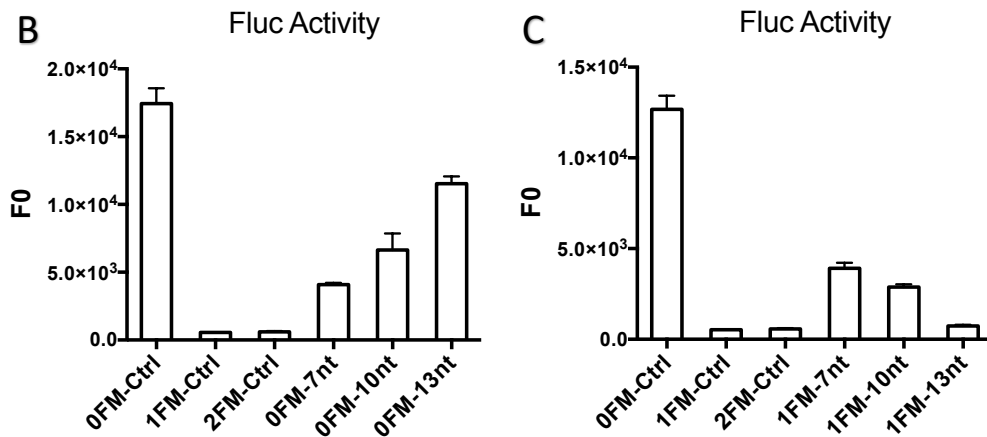 B
Fluc Activity
F0
2.0×10⁴
1.5×10⁴
1.0×10⁴
5.0×10³
0.0
0FM-Ctrl
1FM-Ctrl
2FM-Ctrl
0FM-7nt
0FM-10nt
0FM-13nt
C
Fluc Activity
F0
1.5×10⁴
1.0×10⁴
5.0×10³
0.0
0FM-Ctrl
1FM-Ctrl
2FM-Ctrl
1FM-7nt
1FM-10nt
1FM-13nt